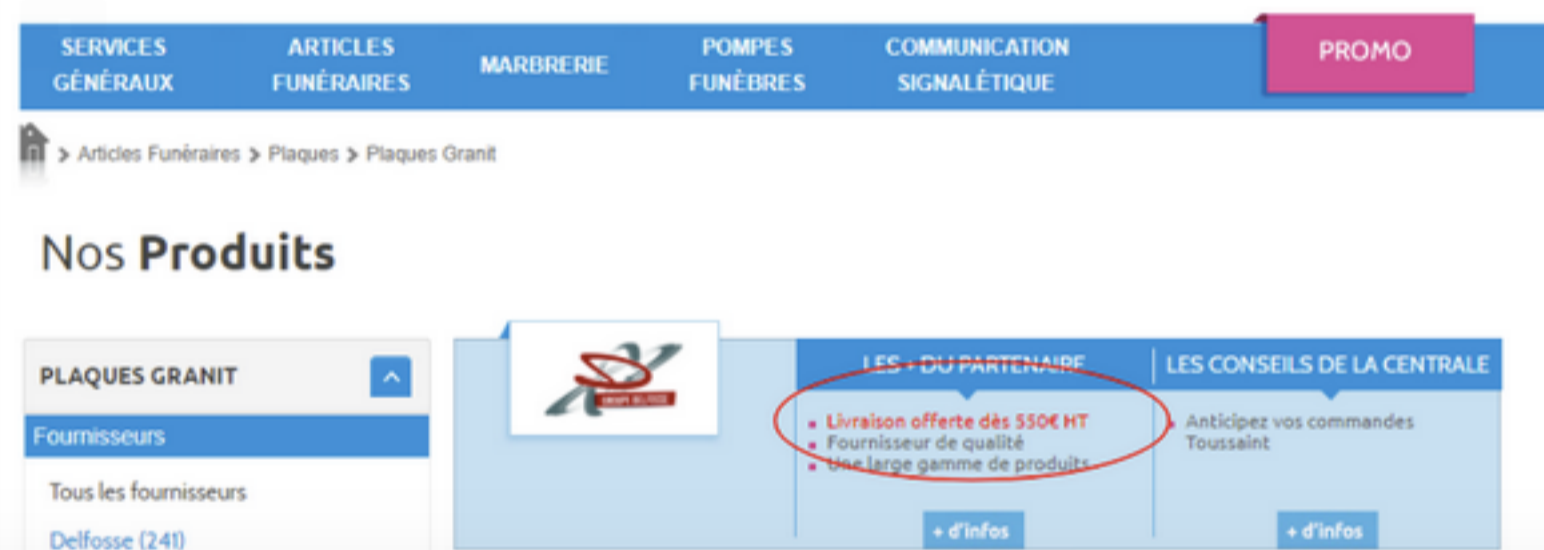 SERVICES
GÉNÉRAUX
ARTICLES
FUNÉRAIRES
MARBRERIE
POMPES
FUNÈBRES
COMMUNICATION
SIGNALÉTIQUE
PROMO
> Articles Funéraires > Plaques > Plaques Granit
Nos Produits
PLAQUES GRANIT
Fournisseurs
Tous les fournisseurs
Delfosse (241)
GROUPE DELFOSSE
LES + DU PARTENAIRE
Livraison offerte dès 550€ HT
Fournisseur de qualité
Une large gamme de produits
+ d'infos
LES CONSEILS DE LA CENTRALE
Anticipez vos commandes
Toussaint
+ d'infos